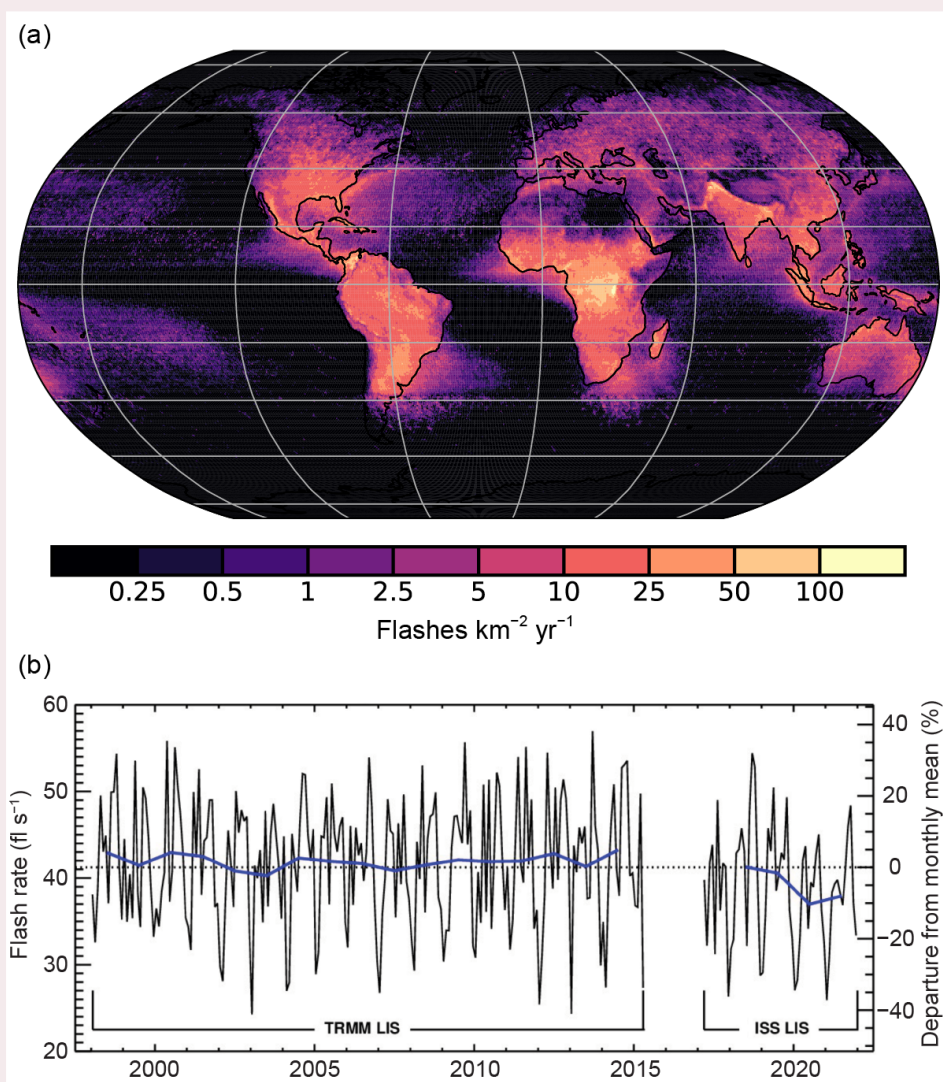 (a)
0.25 0.5 1 2.5 5 10 25 50 100
Flashes km⁻² yr⁻¹
(b)
Flash rate (fl s⁻¹)
60
50
40
30
20
Departure from monthly mean (%)
40
20
0
−20
−40
TRMM LIS
ISS LIS
2000 2005 2010 2015 2020